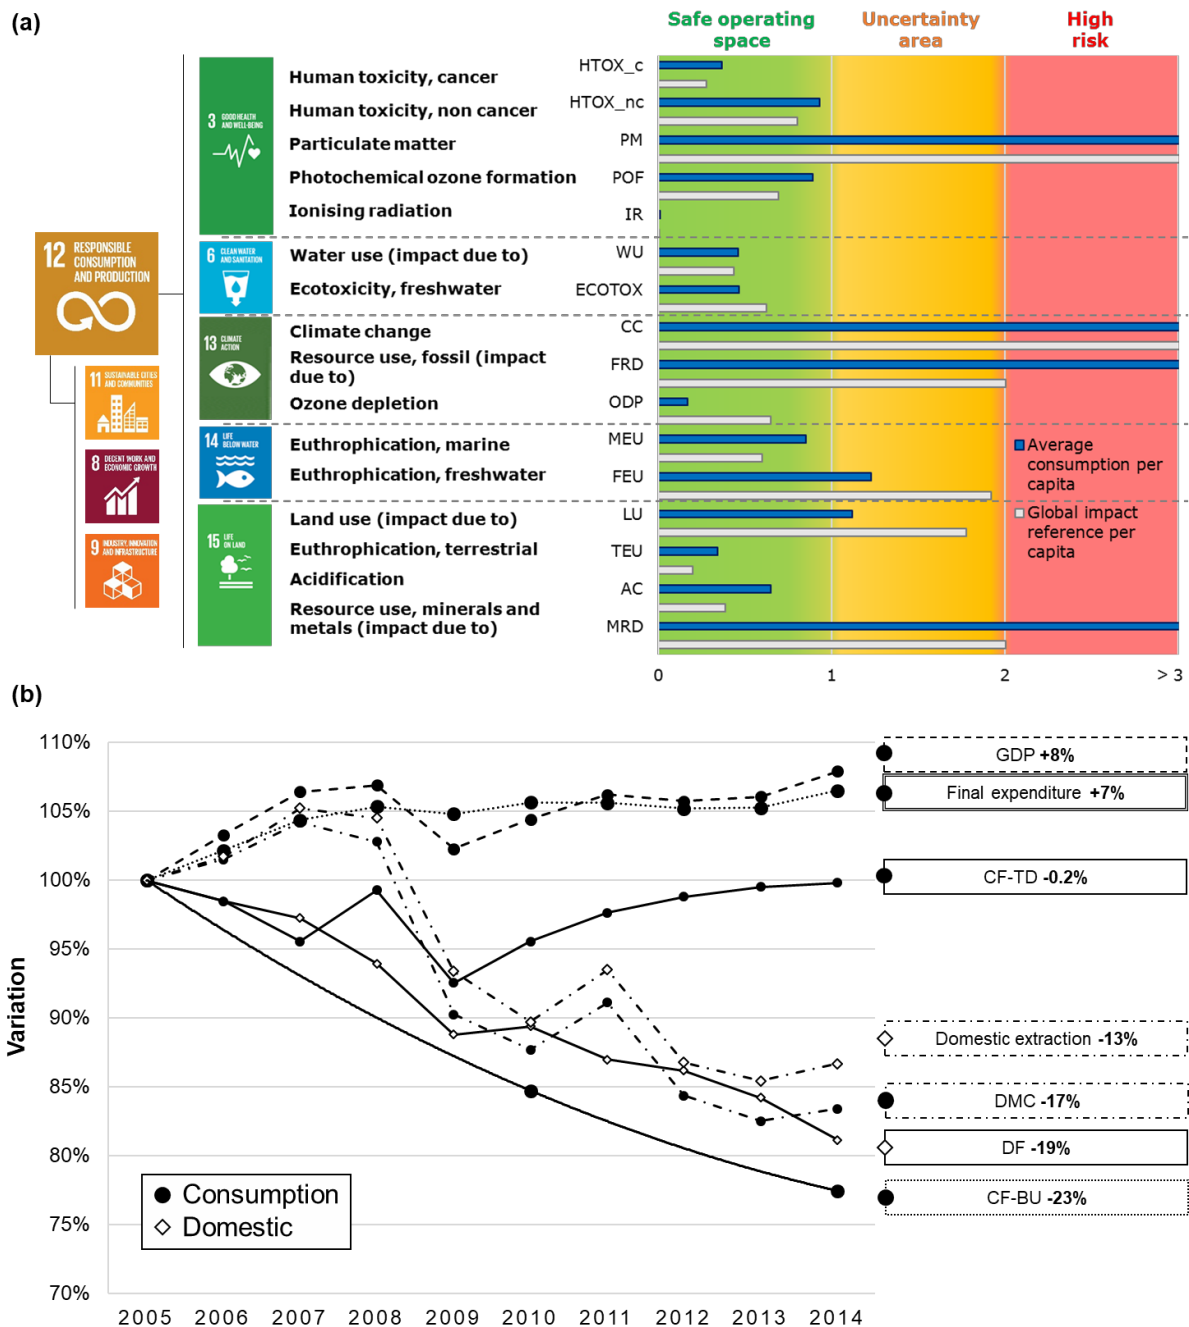 (a)
Safe operating
space
Uncertainty
area
High
risk
12 RESPONSIBLE
CONSUMPTION
AND PRODUCTION
11 SUSTAINABLE CITIES
AND COMMUNITIES
8 DECENT WORK AND
ECONOMIC GROWTH
9 INDUSTRY, INNOVATION
AND INFRASTRUCTURE
3 GOOD HEALTH
AND WELL-BEING
Human toxicity, cancer
Human toxicity, non cancer
Particulate matter
Photochemical ozone formation
Ionising radiation
6 CLEAN WATER
AND SANITATION
Water use (impact due to)
Ecotoxicity, freshwater
13 CLIMATE
ACTION
Climate change
Resource use, fossil (impact
due to)
Ozone depletion
14 LIFE
BELOW WATER
Euthrophication, marine
Euthrophication, freshwater
15 LIFE
ON LAND
Land use (impact due to)
Euthrophication, terrestrial
Acidification
Resource use, minerals and
metals (impact due to)
HTOX_c
HTOX_nc
PM
POF
IR
WU
ECOTOX
CC
FRD
ODP
MEU
FEU
LU
TEU
AC
MRD
Average
consumption per
capita
Global impact
reference per
capita
0 1 2 > 3
(b)
Variation
110%
105%
100%
95%
90%
85%
80%
75%
70%
Consumption
Domestic
2005 2006 2007 2008 2009 2010 2011 2012 2013 2014
GDP +8%
Final expenditure +7%
CF-TD -0.2%
Domestic extraction -13%
DMC -17%
DF -19%
CF-BU -23%